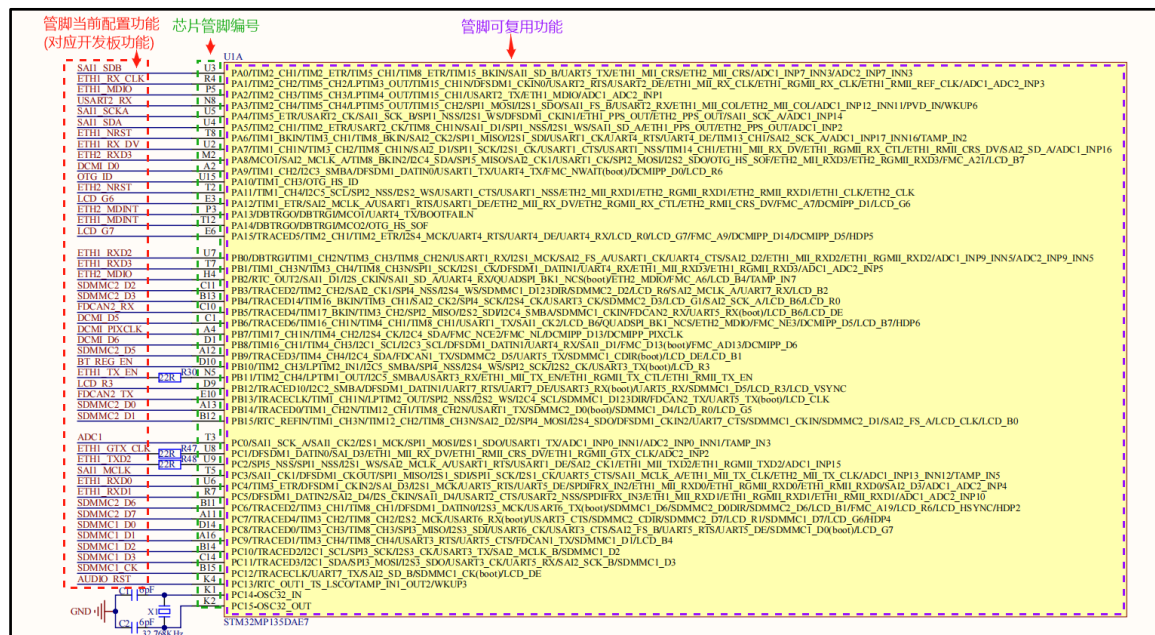 管脚当前配置功能
(对应开发板功能)
芯片管脚编号
管脚可复用功能
U1A
SAI1_SDB U3 PA0/TIM2_CH1/TIM2_ETR/TIM5_CH1/TIM8_ETR/TIM15_BKIN/SAI1_SD_B/UART5_TX/ETH1_MII_CRS/ETH2_MII_CRS/ADC1_INP7_INN3/ADC2_INP7_INN3
ETH1_RX_CLK R4 PA1/TIM2_CH2/TIM5_CH2/LPTIM3_OUT/TIM15_CH1N/DFSDM1_CKIN0/USART2_RTS/USART2_DE/ETH1_MII_RX_CLK/ETH1_RGMII_RX_CLK/ETH1_RMII_REF_CLK/ADC1_ADC2_INP3
ETH1_MDIO P5 PA2/TIM2_CH3/TIM5_CH3/LPTIM4_OUT/TIM15_CH1/USART2_TX/ETH1_MDIO/ADC1_ADC2_INP1
USART2_RX N8 PA3/TIM2_CH4/TIM5_CH4/LPTIM5_OUT/TIM15_CH2/SPI1_MOSI/I2S1_SDO/SAI1_FS_B/USART2_RX/ETH1_MII_COL/ETH2_MII_COL/ADC1_INP12_INN11/PVD_IN/WKUP6
SAI1_SCKA U5 PA4/TIM5_ETR/USART2_CK/SAI1_SCK_B/SPI1_NSS/I2S1_WS/DFSDM1_CKIN1/ETH1_PPS_OUT/ETH2_PPS_OUT/SAI1_SCK_A/ADC1_INP14
SAI1_SDA U4 PA5/TIM2_CH1/TIM2_ETR/USART2_CK/TIM8_CH1N/SAI1_D1/SPI1_NSS/I2S1_WS/SAI1_SD_A/ETH1_PPS_OUT/ETH2_PPS_OUT/ADC1_INP2
ETH1_NRST T8 PA6/TIM1_BKIN/TIM3_CH1/TIM8_BKIN/SAI2_CK2/SPI1_MISO/I2S1_SDI/USART1_CK/UART4_RTS/UART4_DE/TIM13_CH1/SAI2_SCK_A/ADC1_INP17_INN16/TAMP_IN2
ETH1_RX_DV U2 PA7/TIM1_CH1N/TIM3_CH2/TIM8_CH1N/SAI2_D1/SPI1_SCK/I2S1_CK/USART1_CTS/USART1_NSS/TIM14_CH1/ETH1_MII_RX_DV/ETH1_RGMII_RX_CTL/ETH1_RMII_CRS_DV/SAI2_SD_A/ADC1_INP16
ETH2_RXD3 M2 PA8/MCO1/SAI2_MCLK_A/TIM8_BKIN2/I2C4_SDA/SPI5_MISO/SAI2_CK1/USART1_CK/SPI2_MOSI/I2S2_SDO/OTG_HS_SOF/ETH2_MII_RXD3/ETH2_RGMII_RXD3/FMC_A21/LCD_B7
DCMI_D0 A2 PA9/TIM1_CH2/I2C3_SMBA/DFSDM1_DATIN0/USART1_TX/UART4_TX/FMC_NWAIT(boot)/DCMIPP_D0/LCD_R6
OTG_ID U15 PA10/TIM1_CH3/OTG_HS_ID
ETH2_NRST T2 PA11/TIM1_CH4/I2C5_SCL/SPI2_NSS/I2S2_WS/USART1_CTS/USART1_NSS/ETH2_MII_RXD1/ETH2_RGMII_RXD1/ETH2_RMII_RXD1/ETH1_CLK/ETH2_CLK
LCD_G6 E3 PA12/TIM1_ETR/SAI2_MCLK_A/USART1_RTS/USART1_DE/ETH2_MII_RX_DV/ETH2_RGMII_RX_CTL/ETH2_RMII_CRS_DV/FMC_A7/DCMIPP_D1/LCD_G6
ETH2_MDINT P3 PA13/DBTRGO/DBTRGI/MCO1/UART4_TX/BOOTFAILN
ETH1_MDINT T12 PA14/DBTRGO/DBTRGI/MCO2/OTG_HS_SOF
LCD_G7 E6 PA15/TRACED5/TIM2_CH1/TIM2_ETR/I2S4_MCK/UART4_RTS/UART4_DE/UART4_RX/LCD_R0/LCD_G7/FMC_A9/DCMIPP_D14/DCMIPP_D5/HDP5
ETH1_RXD2 U7 PB0/DBTRGI/TIM1_CH2N/TIM3_CH3/TIM8_CH2N/USART1_RX/I2S1_MCK/SAI2_FS_A/USART1_CK/UART4_CTS/SAI2_D2/ETH1_MII_RXD2/ETH1_RGMII_RXD2/ADC1_INP9_INN5/ADC2_INP9_INN5
ETH1_RXD3 T7 PB1/TIM1_CH3N/TIM3_CH4/TIM8_CH3N/SPI1_SCK/I2S1_CK/DFSDM1_DATIN1/UART4_RX/ETH1_MII_RXD3/ETH1_RGMII_RXD3/ADC1_ADC2_INP5
ETH2_MDIO H4 PB2/RTC_OUT2/SAI1_D1/I2S_CKIN/SAI1_SD_A/UART4_RX/QUADSPI_BK1_NCS(boot)/ETH2_MDIO/FMC_A6/LCD_B4/TAMP_IN7
SDMMC2_D2 C11 PB3/TRACED2/TIM2_CH2/SAI2_CK1/SPI4_NSS/I2S4_WS/SDMMC1_D123DIR/SDMMC2_D2/LCD_R6/SAI2_MCLK_A/UART7_RX/LCD_B2
SDMMC2_D3 B13 PB4/TRACED14/TIM16_BKIN/TIM3_CH1/SAI2_CK2/SPI4_SCK/I2S4_CK/USART3_CK/SDMMC2_D3/LCD_G1/SAI2_SCK_A/LCD_B6/LCD_R0
FDCAN2_RX C10 PB5/TRACED4/TIM17_BKIN/TIM3_CH2/SPI2_MISO/I2S2_SDI/I2C4_SMBA/SDMMC1_CKIN/FDCAN2_RX/UART5_RX(boot)/LCD_B6/LCD_DE
DCMI_D5 C1 PB6/TRACED6/TIM16_CH1N/TIM4_CH1/TIM8_CH1/USART1_TX/SAI1_CK2/LCD_B6/QUADSPI_BK1_NCS/ETH2_MDIO/FMC_NE3/DCMIPP_D5/LCD_B7/HDP6
DCMI_PIXCLK A4 PB7/TIM17_CH1N/TIM4_CH2/I2S4_CK/I2C4_SDA/FMC_NCE2/FMC_NL/DCMIPP_D13/DCMIPP_PIXCLK
DCMI_D6 D1 PB8/TIM16_CH1/TIM4_CH3/I2C1_SCL/I2C3_SCL/DFSDM1_DATIN1/UART4_RX/SAI1_D1/FMC_D13(boot)/FMC_AD13/DCMIPP_D6
SDMMC2_D5 A12 PB9/TRACED3/TIM4_CH4/I2C4_SDA/FDCAN1_TX/SDMMC2_D5/UART5_TX/SDMMC1_CDIR(boot)/LCD_DE/LCD_B1
BT_REG_EN D10 PB10/TIM2_CH3/LPTIM2_IN1/I2C5_SMBA/SPI4_NSS/I2S4_WS/SPI2_SCK/I2S2_CK/USART3_TX(boot)/LCD_R3
ETH1_TX_EN 22R R30 N5 PB11/TIM2_CH4/LPTIM1_OUT/I2C5_SMBA/USART3_RX/ETH1_MII_TX_EN/ETH1_RGMII_TX_CTL/ETH1_RMII_TX_EN
LCD_R3 D9 PB12/TRACED10/I2C2_SMBA/DFSDM1_DATIN1/UART7_RTS/UART7_DE/USART3_RX(boot)/UART5_RX/SDMMC1_D5/LCD_R3/LCD_VSYNC
FDCAN2_TX E10 PB13/TRACECLK/TIM1_CH1N/LPTIM2_OUT/SPI2_NSS/I2S2_WS/I2C4_SCL/SDMMC1_D123DIR/FDCAN2_TX/UART5_TX(boot)/LCD_CLK
SDMMC2_D0 A13 PB14/TRACED0/TIM1_CH2N/TIM12_CH1/TIM8_CH2N/USART1_TX/SDMMC2_D0(boot)/SDMMC1_D4/LCD_R0/LCD_G5
SDMMC2_D1 B12 PB15/RTC_REFIN/TIM1_CH3N/TIM12_CH2/TIM8_CH3N/SAI2_D2/SPI4_MOSI/I2S4_SDO/DFSDM1_CKIN2/UART7_CTS/SDMMC1_CKIN/SDMMC2_D1/SAI2_FS_A/LCD_CLK/LCD_B0
ADC1 T3 PC0/SAI1_SCK_A/SAI1_CK2/I2S1_MCK/SPI1_MOSI/I2S1_SDO/USART1_TX/ADC1_INP0_INN1/ADC2_INP0_INN1/TAMP_IN3
ETH1_GTX_CLK 22R R47 U8 PC1/DFSDM1_DATIN0/SAI_D3/ETH1_MII_RX_DV/ETH1_RMII_CRS_DV/ETH1_RGMII_GTX_CLK/ADC2_INP2
ETH1_TXD2 22R R48 U9 PC2/SPI5_NSS/SPI1_NSS/I2S1_WS/SAI2_MCLK_A/USART1_RTS/USART1_DE/SAI2_CK1/ETH1_MII_TXD2/ETH1_RGMII_TXD2/ADC1_INP15
SAI1_MCLK T5 PC3/SAI1_CK1/DFSDM1_CKOUT/SPI1_MISO/I2S1_SDI/SPI1_SCK/I2S1_CK/UART5_CTS/SAI1_MCLK_A/ETH1_MII_TX_CLK/ETH2_MII_TX_CLK/ADC1_INP13_INN12/TAMP_IN5
ETH1_RXD0 U6 PC4/TIM3_ETR/DFSDM1_CKIN2/SAI_D3/I2S1_MCK/UART5_RTS/UART5_DE/SPDIFRX_IN2/ETH1_MII_RXD0/ETH1_RGMII_RXD0/ETH1_RMII_RXD0/SAI2_D3/ADC1_ADC2_INP4
ETH1_RXD1 R7 PC5/DFSDM1_DATIN2/SAI2_D4/I2S_CKIN/SAI1_D4/USART2_CTS/USART2_NSS/SPDIFRX_IN3/ETH1_MII_RXD1/ETH1_RGMII_RXD1/ETH1_RMII_RXD1/ADC1_ADC2_INP10
SDMMC2_D6 B11 PC6/TRACED2/TIM3_CH1/TIM8_CH1/DFSDM1_DATIN0/I2S3_MCK/USART6_TX(boot)/SDMMC1_D6/SDMMC2_D0DIR/SDMMC2_D6/LCD_B1/FMC_A19/LCD_R6/LCD_HSYNC/HDP2
SDMMC2_D7 A11 PC7/TRACED4/TIM3_CH2/TIM8_CH2/I2S2_MCK/USART6_RX(boot)/USART3_CTS/SDMMC2_CDIR/SDMMC2_D7/LCD_R1/SDMMC1_D7/LCD_G6/HDP4
SDMMC1_D0 D14 PC8/TRACED0/TIM3_CH3/TIM8_CH3/SPI3_MISO/I2S3_SDI/USART6_CK/USART3_CTS/SAI2_FS_B/UART5_RTS/UART5_DE/SDMMC1_D0(boot)/LCD_G7
SDMMC1_D1 A16 PC9/TRACED1/TIM3_CH4/TIM8_CH4/USART3_RTS/UART5_CTS/FDCAN1_TX/SDMMC1_D1/LCD_B4
SDMMC1_D2 B14 PC10/TRACED2/I2C1_SCL/SPI3_SCK/I2S3_CK/USART3_TX/SAI2_MCLK_B/SDMMC1_D2
SDMMC1_D3 C14 PC11/TRACED3/I2C1_SDA/SPI3_MOSI/I2S3_SDO/USART3_CK/UART5_RX/SAI2_SCK_B/SDMMC1_D3
SDMMC1_CK B15 PC12/TRACECLK/UART7_TX/SAI2_SD_B/SDMMC1_CK(boot)/LCD_DE
AUDIO_RST K4 PC13/RTC_OUT1_TS_LSCO/TAMP_IN1_OUT2/WKUP3
C1 6pF K1 PC14-OSC32_IN
GND X1 K2 PC15-OSC32_OUT
C2 6pF
32.768KHz
STM32MP135DAE7